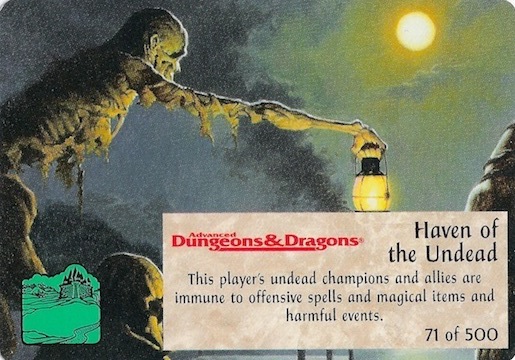 Haven of
the Undead
Advanced
Dungeons&Dragons®
This player's undead champions and allies are
immune to offensive spells and magical items and
harmful events.
71 of 500